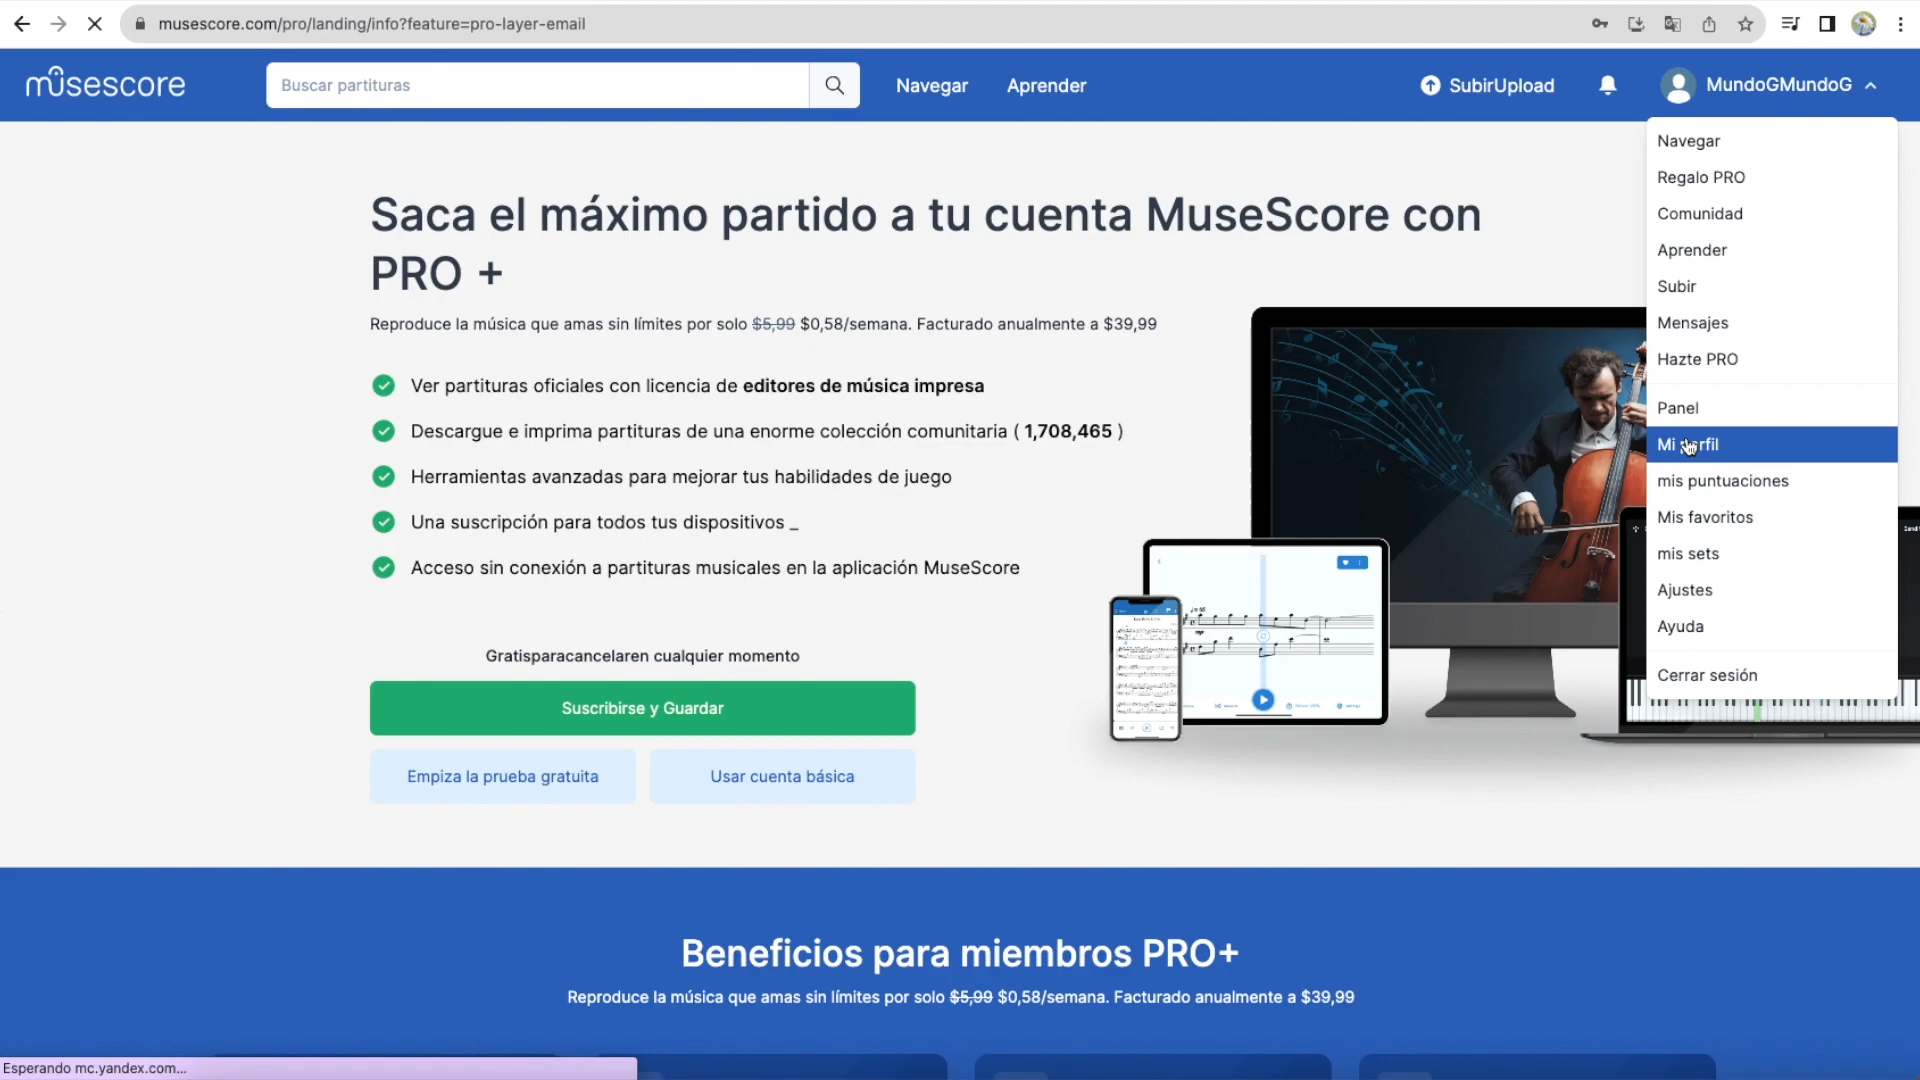 musescore.com/pro/landing/info?feature=pro-layer-email
musescore
Buscar partituras
Navegar
Aprender
SubirUpload
MundoGMundoG
Navegar
Regalo PRO
Comunidad
Aprender
Subir
Mensajes
Hazte PRO
Panel
Mi perfil
mis puntuaciones
Mis favoritos
mis sets
Ajustes
Ayuda
Cerrar sesión
Saca el máximo partido a tu cuenta MuseScore con
PRO +
Reproduce la música que amas sin límites por solo $5,99 $0,58/semana. Facturado anualmente a $39,99
Ver partituras oficiales con licencia de editores de música impresa
Descargue e imprima partituras de una enorme colección comunitaria ( 1,708,465 )
Herramientas avanzadas para mejorar tus habilidades de juego
Una suscripción para todos tus dispositivos _
Acceso sin conexión a partituras musicales en la aplicación MuseScore
Gratisparacancelaren cualquier momento
Suscribirse y Guardar
Empiza la prueba gratuita
Usar cuenta básica
Beneficios para miembros PRO+
Reproduce la música que amas sin límites por solo $5,99 $0,58/semana. Facturado anualmente a $39,99
Esperando mc.yandex.com...